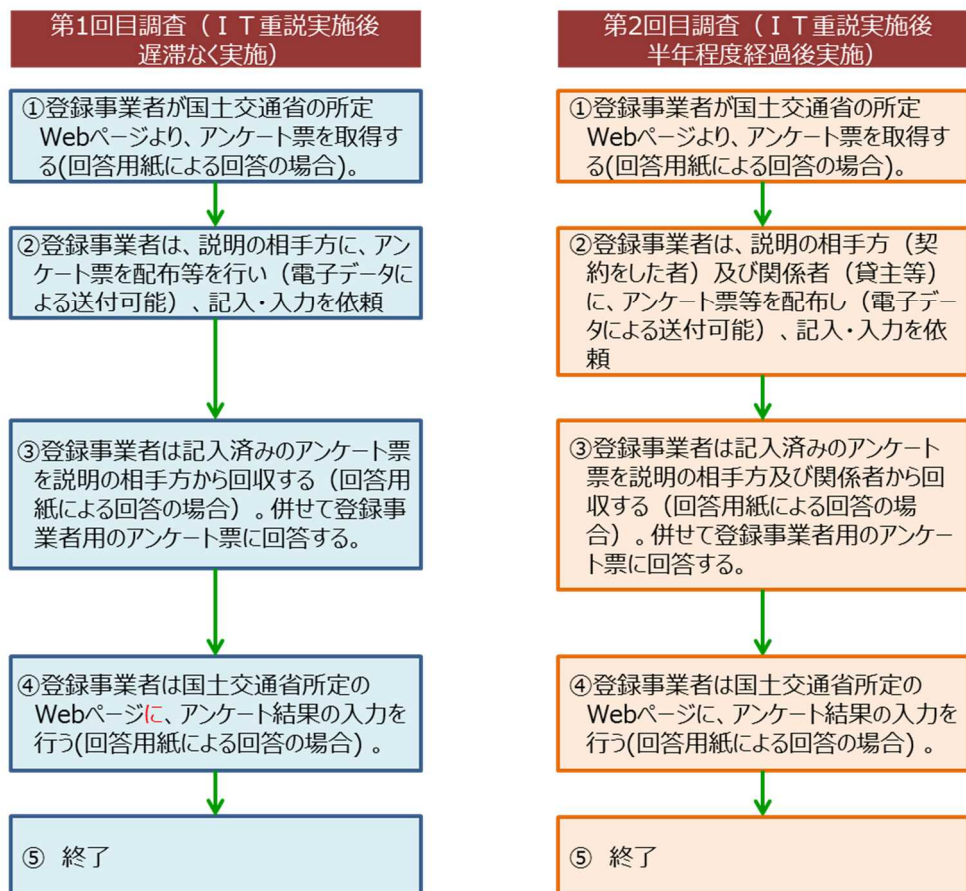 第1回目調査（ＩＴ重説実施後
遅滞なく実施）
①登録事業者が国土交通省の所定
Webページより、アンケート票を取得す
る(回答用紙による回答の場合)。
②登録事業者は、説明の相手方に、アン
ケート票を配布等を行い（電子データに
よる送付可能）、記入・入力を依頼
③登録事業者は記入済みのアンケート票
を説明の相手方から回収する（回答用
紙による回答の場合）。併せて登録事
業者用のアンケート票に回答する。
④登録事業者は国土交通省所定の
Webページに、アンケート結果の入力を
行う(回答用紙による回答の場合) 。
⑤ 終了
第2回目調査（ＩＴ重説実施後
半年程度経過後実施）
①登録事業者が国土交通省の所定
Webページより、アンケート票を取得す
る(回答用紙による回答の場合)。
②登録事業者は、説明の相手方（契
約をした者）及び関係者（貸主等）
に、アンケート票等を配布し（電子デー
タによる送付可能）、記入・入力を依
頼
③登録事業者は記入済みのアンケート
票を説明の相手方及び関係者から回
収する（回答用紙による回答の場
合）。併せて登録事業者用のアンケー
ト票に回答する。
④登録事業者は国土交通省所定の
Webページに、アンケート結果の入力を
行う(回答用紙による回答の場合) 。
⑤ 終了